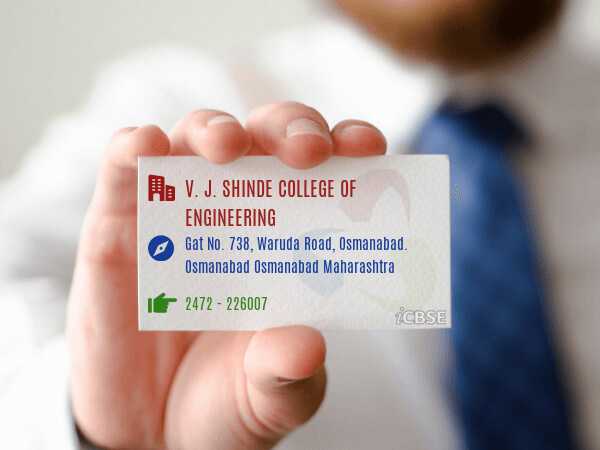 V. J. SHINDE COLLEGE OF
ENGINEERING
Gat No. 738, Waruda Road, Osmanabad.
Osmanabad Osmanabad Maharashtra
2472 - 226007
iCBSE